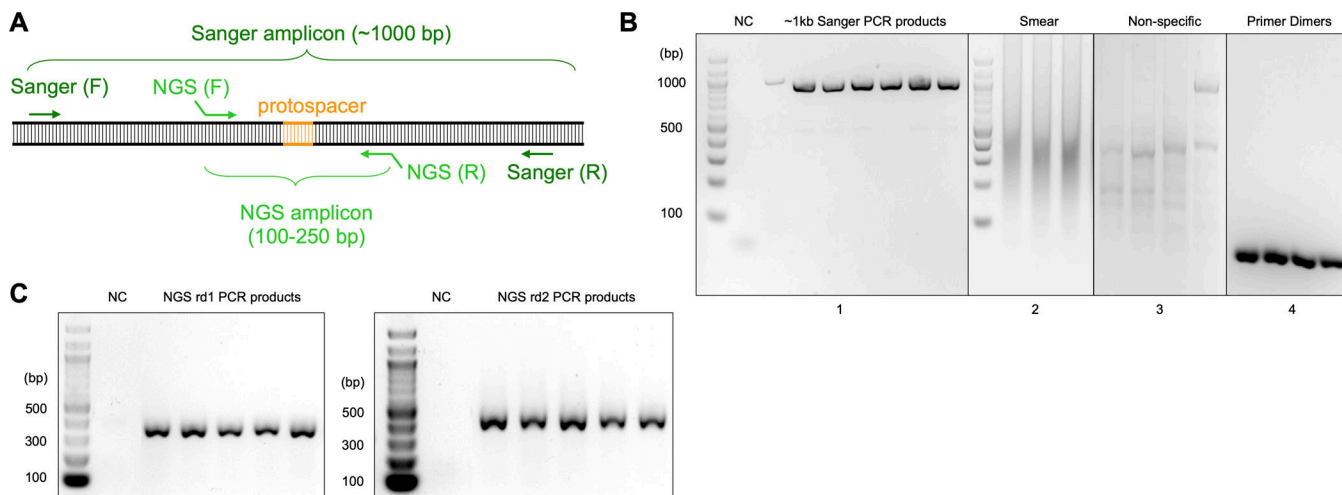 A
Sanger amplicon (~1000 bp)
Sanger (F)
NGS (F)
protospacer
NGS (R)
Sanger (R)
NGS amplicon
(100-250 bp)
B
NC
~1kb Sanger PCR products
Smear
Non-specific
Primer Dimers
(bp)
1000
500
100
1
2
3
4
C
NC
NGS rd1 PCR products
(bp)
500
300
100
NC
NGS rd2 PCR products
(bp)
500
300
100